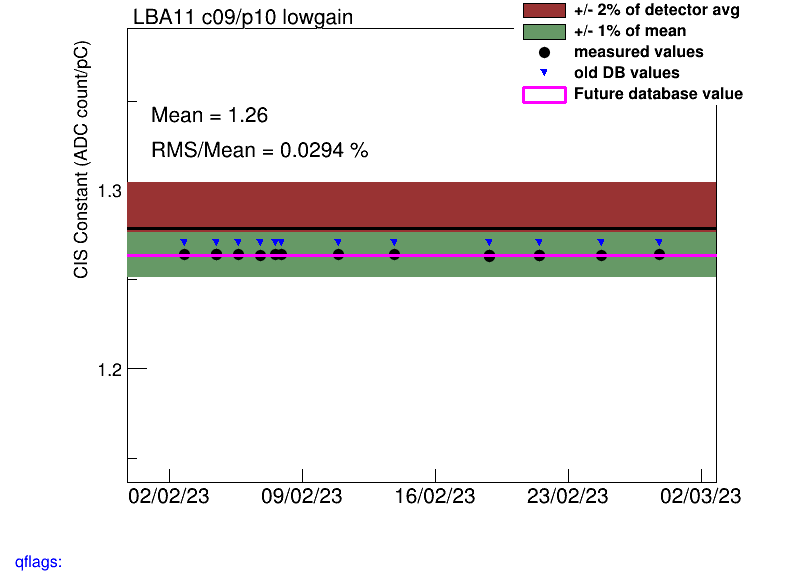 LBA11 c09/p10 lowgain
+/- 2% of detector avg
+/- 1% of mean
measured values
old DB values
Future database value
Mean = 1.26
RMS/Mean = 0.0294 %
CIS Constant (ADC count/pC)
1.3
1.2
02/02/23 09/02/23 16/02/23 23/02/23 02/03/23
qflags: